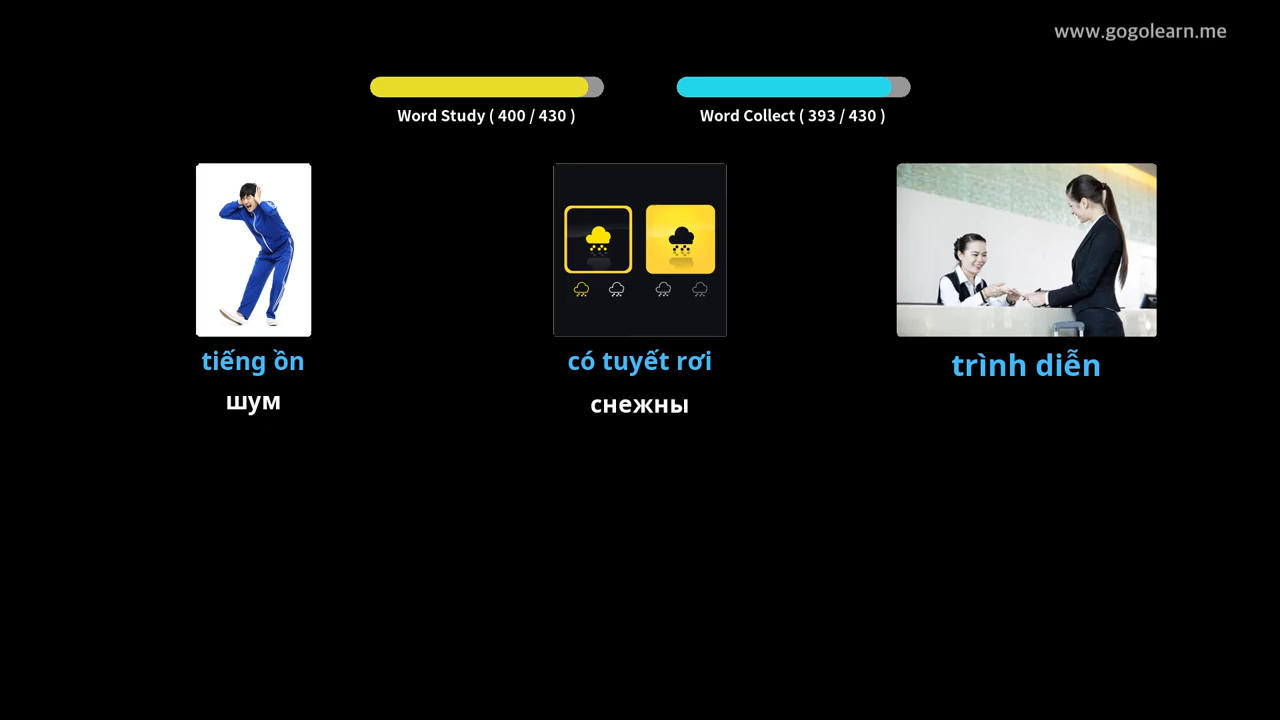 www.gogolearn.me
Word Study ( 400 / 430 )
Word Collect ( 393 / 430 )
tiếng ồn
шум
có tuyết rơi
снежны
trình diễn